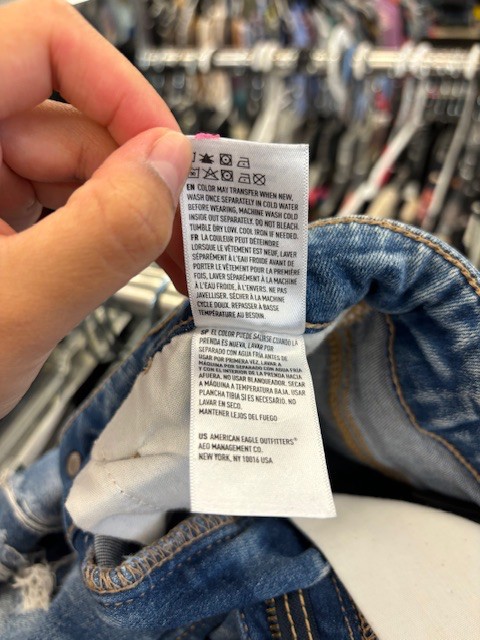 EN COLOR MAY TRANSFER WHEN NEW,
WASH ONCE SEPARATELY IN COLD WATER
BEFORE WEARING, MACHINE WASH COLD
INSIDE OUT SEPARATELY. DO NOT BLEACH.
TUMBLE DRY LOW. COOL IRON IF NEEDED.
FR LA COULEUR PEUT DÉTEINDRE
LORSQUE LE VÊTEMENT EST NEUF, LAVER
SÉPARÉMENT À L'EAU FROIDE AVANT DE
PORTER LE VÊTEMENT POUR LA PREMIÈRE
FOIS, LAVER SÉPARÉMENT À LA MACHINE
À L'EAU FROIDE, À L'ENVERS. NE PAS
JAVELLISER. SÉCHER À LA MACHINE
CYCLE DOUX. REPASSER À BASSE
TEMPÉRATURE AU BESOIN.
SP EL COLOR PUEDE SALIRSE CUANDO LA
PRENDA ES NUEVA, LAVAR POR
SEPARADO CON AGUA FRÍA ANTES DE
USAR POR PRIMERA VEZ, LAVAR A
MÁQUINA POR SEPARADO CON AGUA FRÍA
Y CON EL INTERIOR DE LA PRENDA HACIA
AFUERA. NO USAR BLANQUEADOR. SECAR
A MÁQUINA A TEMPERATURA BAJA. USAR
PLANCHA TIBIA SI ES NECESARIO. NO
LAVAR EN SECO.
MANTENER LEJOS DEL FUEGO
US AMERICAN EAGLE OUTFITTERS®
AEO MANAGEMENT CO.
NEW YORK, NY 10016 USA